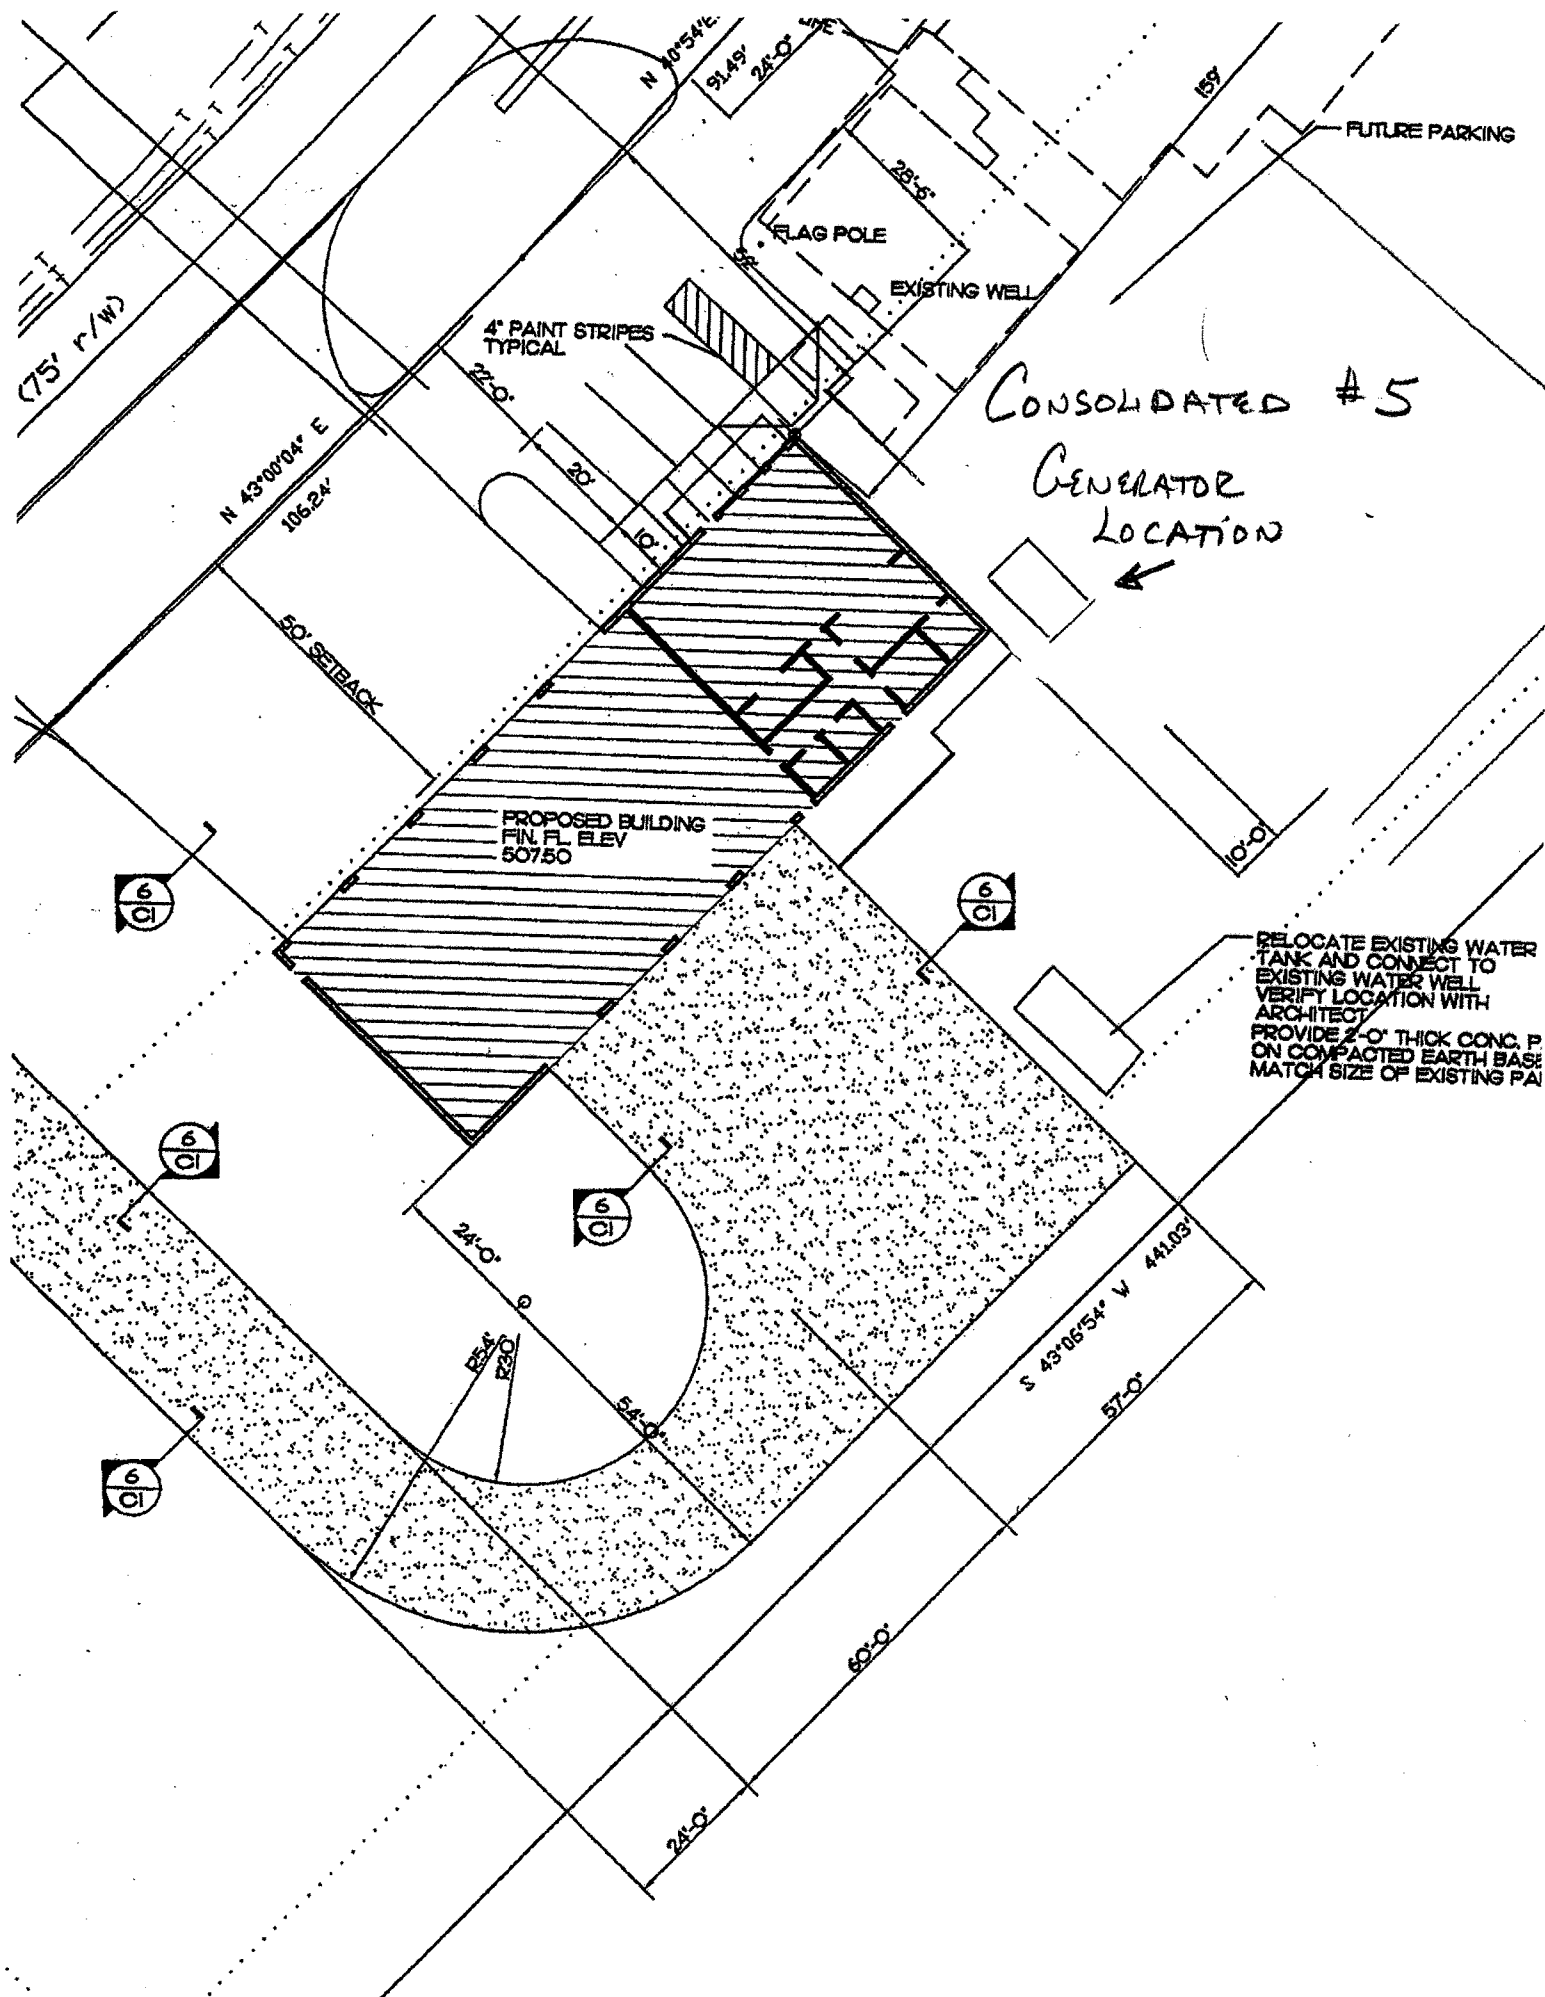 N 40°54'E
91.49'
24'-0"
159'
FUTURE PARKING
28'-6"
FLAG POLE
52'
EXISTING WELL
(75' r/w)
4" PAINT STRIPES
TYPICAL
22'-0"
CONSOLIDATED #5
GENERATOR
LOCATION
N 43°00'04" E
106.24'
20'
10'
50' SETBACK
PROPOSED BUILDING
FIN. FL. ELEV
507.50
10'-0"
6
C1
6
C1
RELOCATE EXISTING WATER
TANK AND CONNECT TO
EXISTING WATER WELL
VERIFY LOCATION WITH
ARCHITECT
PROVIDE 2'-0" THICK CONC. P
ON COMPACTED EARTH BASE
MATCH SIZE OF EXISTING PA
6
C1
6
C1
24'-0"
R54'
R30'
54'-0"
S 43°06'54" W 441.03'
57'-0"
6
C1
60'-0"
24'-0"
T
T
T
T
T
T